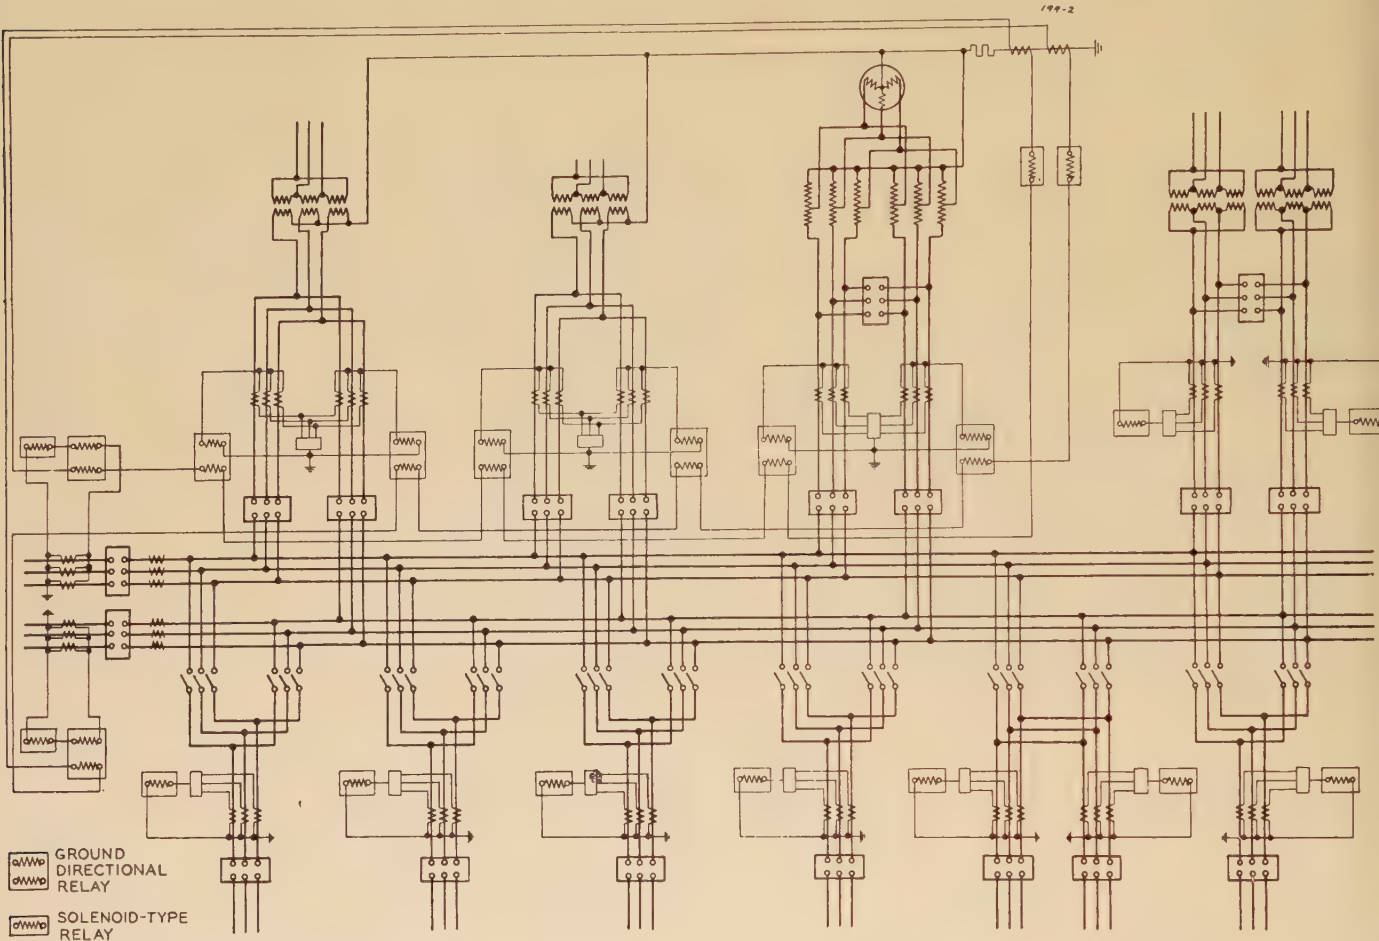 199-2
GROUND
DIRECTIONAL
RELAY
SOLENOID-TYPE
RELAY